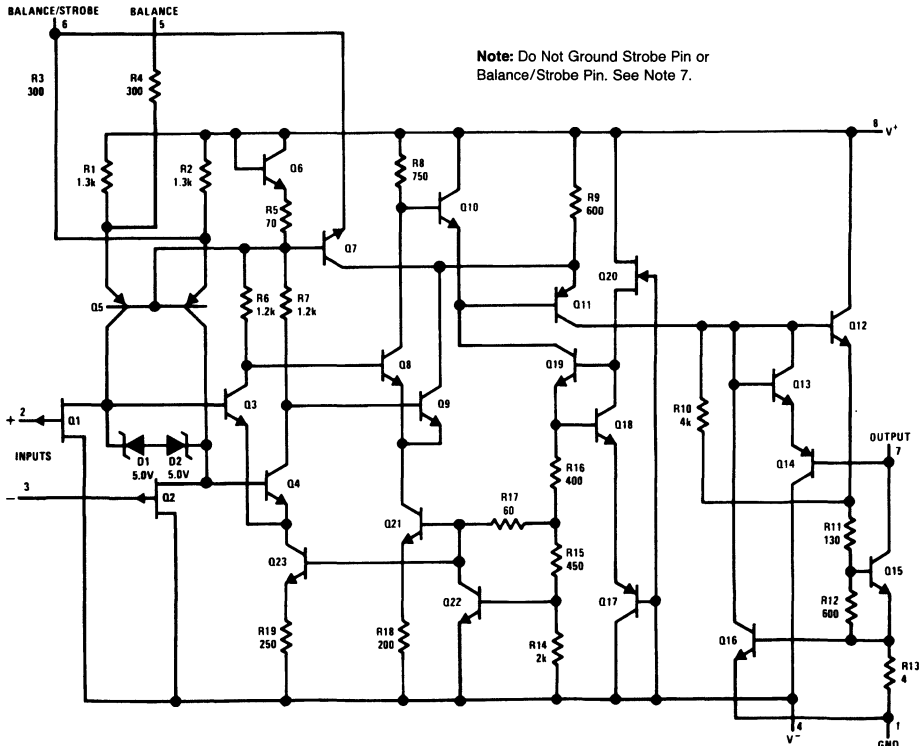 BALANCE/STROBE
6
BALANCE
5
Note: Do Not Ground Strobe Pin or
Balance/Strobe Pin. See Note 7.
R3
300
R4
300
8
V+
R1
1.3k
R2
1.3k
Q6
R5
70
R8
750
Q10
R9
600
Q7
Q20
Q5
R6
1.2k
R7
1.2k
Q11
Q12
Q8
Q19
Q13
+
2
Q1
Q3
Q9
Q18
R10
4k
OUTPUT
7
INPUTS
D1
5.0V
D2
5.0V
Q14
R16
400
–
3
Q2
Q4
R17
60
R11
130
Q21
Q23
R15
450
Q15
Q22
Q17
R12
600
Q16
R19
250
R18
200
R14
2k
R13
4
4
V–
1
GND